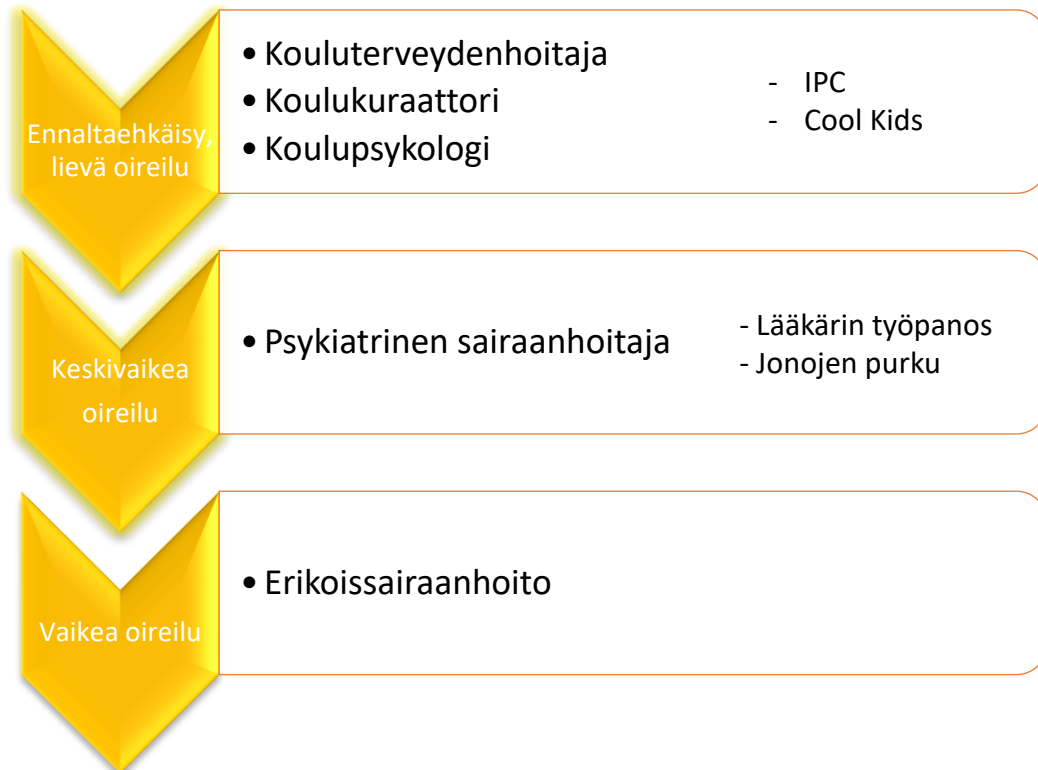 Ennaltaehkäisy,
lievä oireilu
• Kouluterveydenhoitaja
• Koulukuraattori
• Koulupsykologi
- IPC
- Cool Kids
Keskivaikea
oireilu
• Psykiatrinen sairaanhoitaja
- Lääkärin työpanos
- Jonojen purku
Vaikea oireilu
• Erikoissairaanhoito